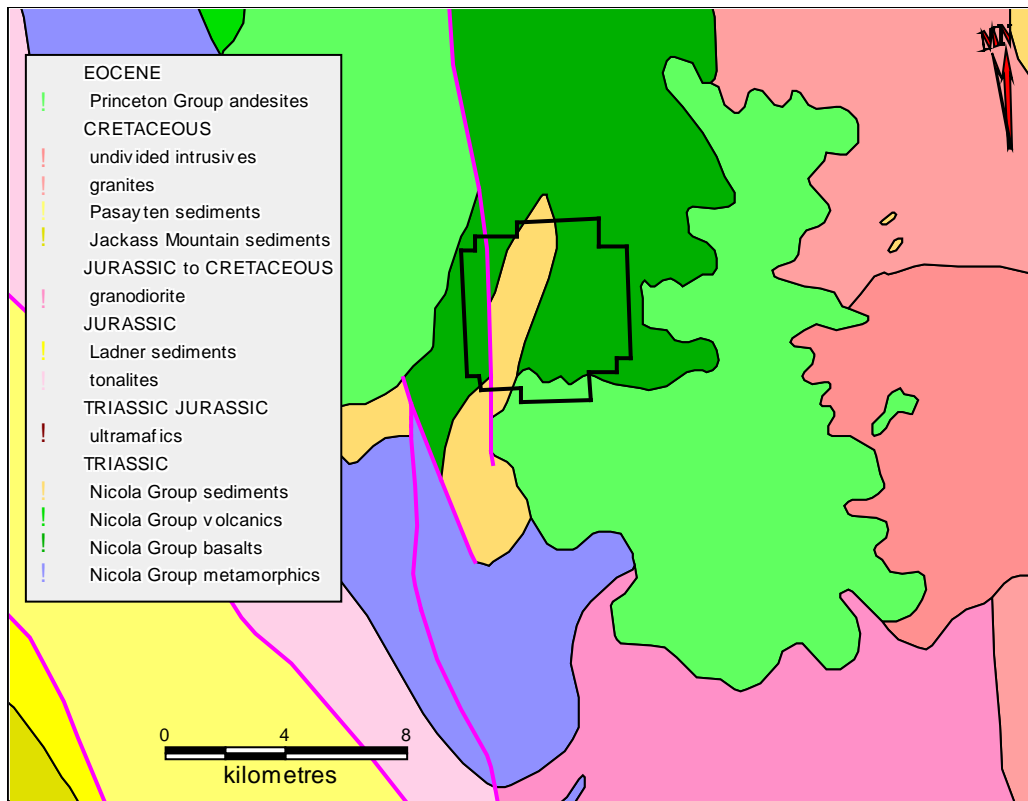 MN
EOCENE
! Princeton Group andesites
CRETACEOUS
! undivided intrusives
! granites
! Pasayten sediments
! Jackass Mountain sediments
JURASSIC to CRETACEOUS
! granodiorite
JURASSIC
! Ladner sediments
! tonalites
TRIASSIC JURASSIC
! ultramafics
TRIASSIC
! Nicola Group sediments
! Nicola Group volcanics
! Nicola Group basalts
! Nicola Group metamorphics
0 4 8
kilometres